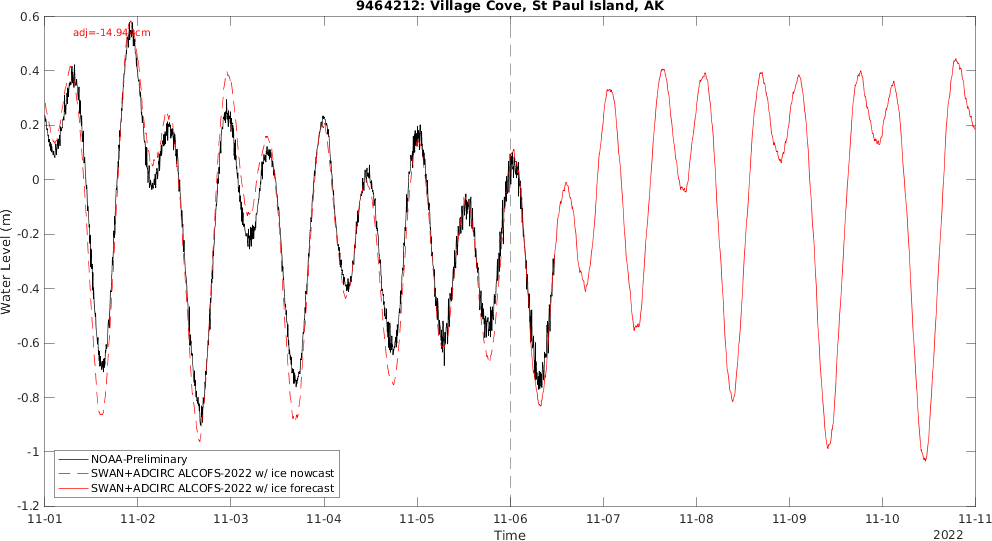 9464212: Village Cove, St Paul Island, AK
0.6
adj=-14.94 cm
0.4
0.2
0
-0.2
-0.4
-0.6
-0.8
-1
-1.2
Water Level (m)
NOAA-Preliminary
SWAN+ADCIRC ALCOFS-2022 w/ ice nowcast
SWAN+ADCIRC ALCOFS-2022 w/ ice forecast
11-01 11-02 11-03 11-04 11-05 11-06 11-07 11-08 11-09 11-10 11-11
Time
2022